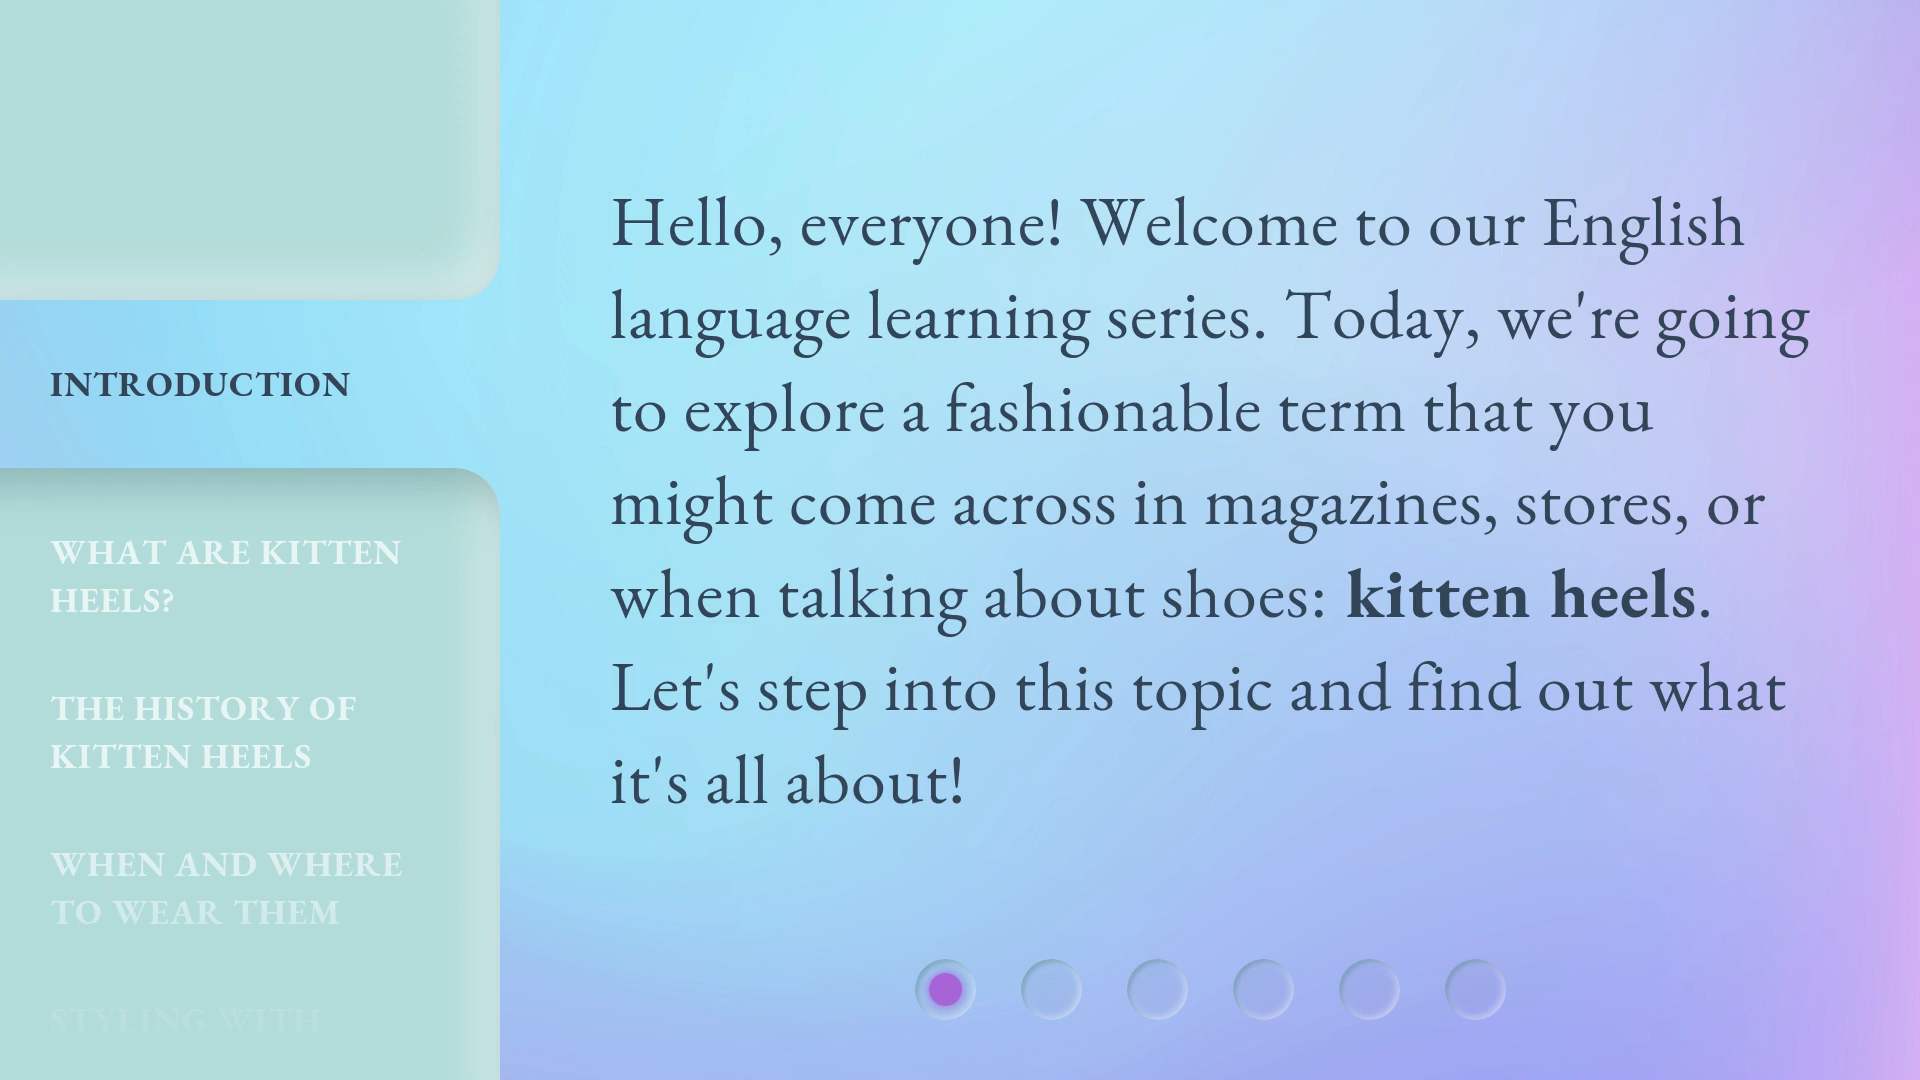 INTRODUCTION
WHAT ARE KITTEN
HEELS?
THE HISTORY OF
KITTEN HEELS
WHEN AND WHERE
TO WEAR THEM
STYLING WITH
Hello, everyone! Welcome to our English
language learning series. Today, we're going
to explore a fashionable term that you
might come across in magazines, stores, or
when talking about shoes: kitten heels.
Let's step into this topic and find out what
it's all about!